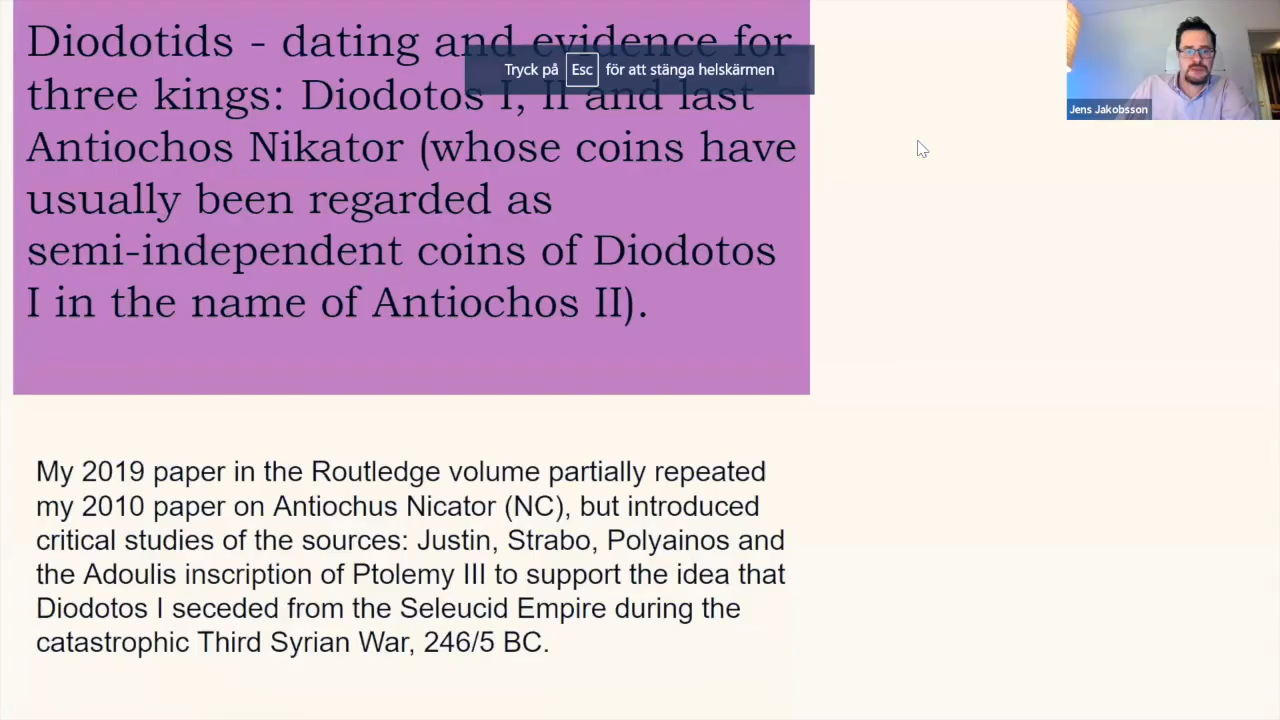 Diodotids - dating and evidence for
Tryck på Esc för att stänga helskärmen
three kings: Diodotos I, II and last
Antiochos Nikator (whose coins have
usually been regarded as
semi-independent coins of Diodotos
I in the name of Antiochos II).
Jens Jakobsson
My 2019 paper in the Routledge volume partially repeated
my 2010 paper on Antiochus Nicator (NC), but introduced
critical studies of the sources: Justin, Strabo, Polyainos and
the Adoulis inscription of Ptolemy III to support the idea that
Diodotos I seceded from the Seleucid Empire during the
catastrophic Third Syrian War, 246/5 BC.